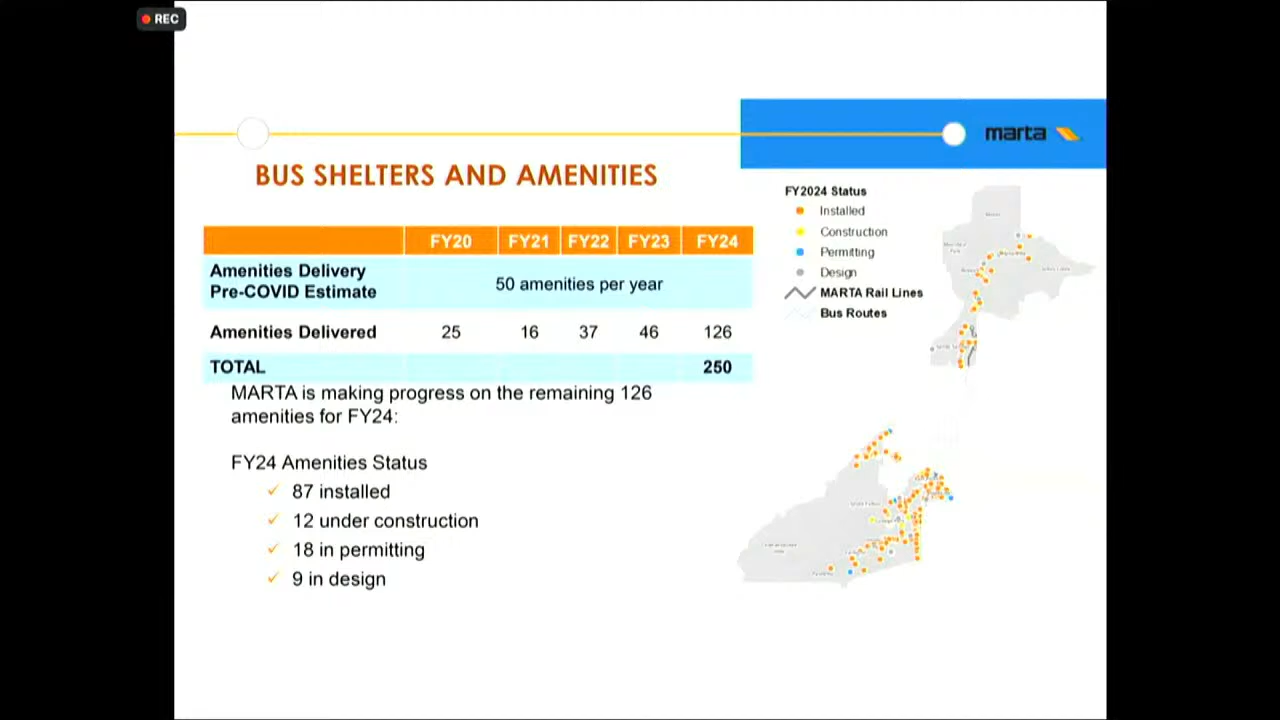 REC
marta
BUS SHELTERS AND AMENITIES
FY20 FY21 FY22 FY23 FY24
Amenities Delivery
Pre-COVID Estimate
50 amenities per year
Amenities Delivered 25 16 37 46 126
TOTAL 250
MARTA is making progress on the remaining 126
amenities for FY24:
FY24 Amenities Status
87 installed
12 under construction
18 in permitting
9 in design
FY2024 Status
Installed
Construction
Permitting
Design
MARTA Rail Lines
Bus Routes